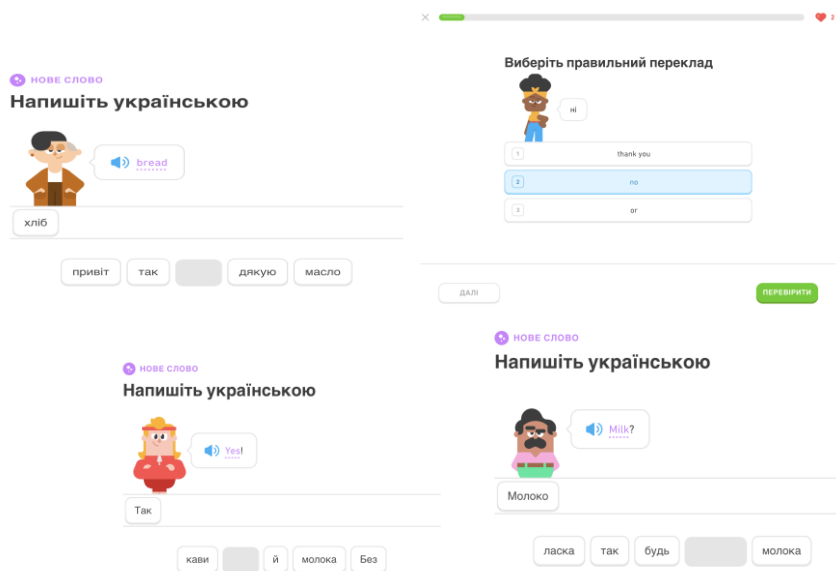 НОВЕ СЛОВО
Напишіть українською
bread
хліб
привіт так дякую масло
2
Виберіть правильний переклад
ні
1 thank you
2 no
3 or
ДАЛІ ПЕРЕВІРИТИ
НОВЕ СЛОВО
Напишіть українською
Yes!
Так
кави й молока Без
НОВЕ СЛОВО
Напишіть українською
Milk?
Молоко
ласка так будь молока